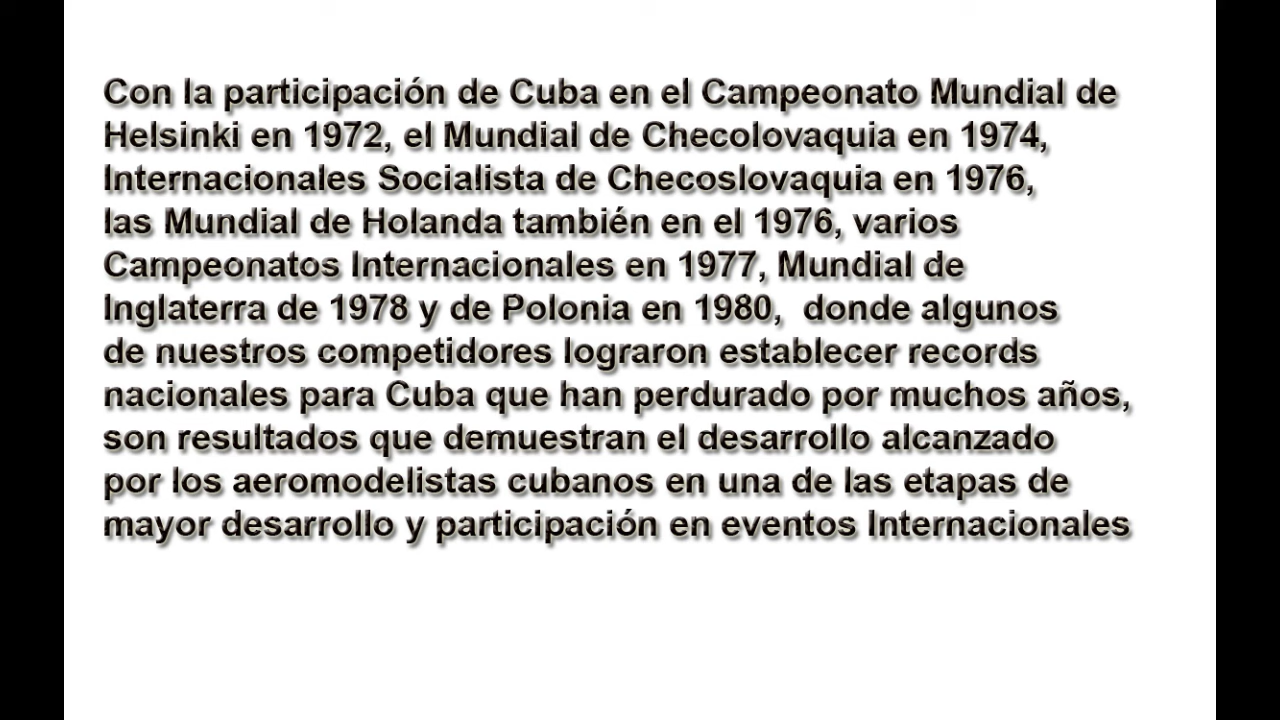 Con la participación de Cuba en el Campeonato Mundial de
Helsinki en 1972, el Mundial de Checolovaquia en 1974,
Internacionales Socialista de Checoslovaquia en 1976,
las Mundial de Holanda también en el 1976, varios
Campeonatos Internacionales en 1977, Mundial de
Inglaterra de 1978 y de Polonia en 1980,  donde algunos
de nuestros competidores lograron establecer records
nacionales para Cuba que han perdurado por muchos años,
son resultados que demuestran el desarrollo alcanzado
por los aeromodelistas cubanos en una de las etapas de
mayor desarrollo y participación en eventos Internacionales